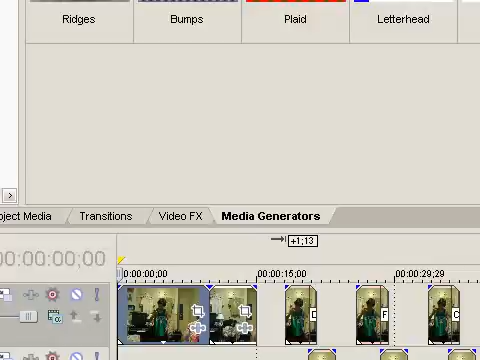 Ridges
Bumps
Plaid
Letterhead
oject Media
Transitions
Video FX
Media Generators
00:00:00;00
+1;13
0:00:00;00
00:00:15;00
00:00:29;29
D
F
C